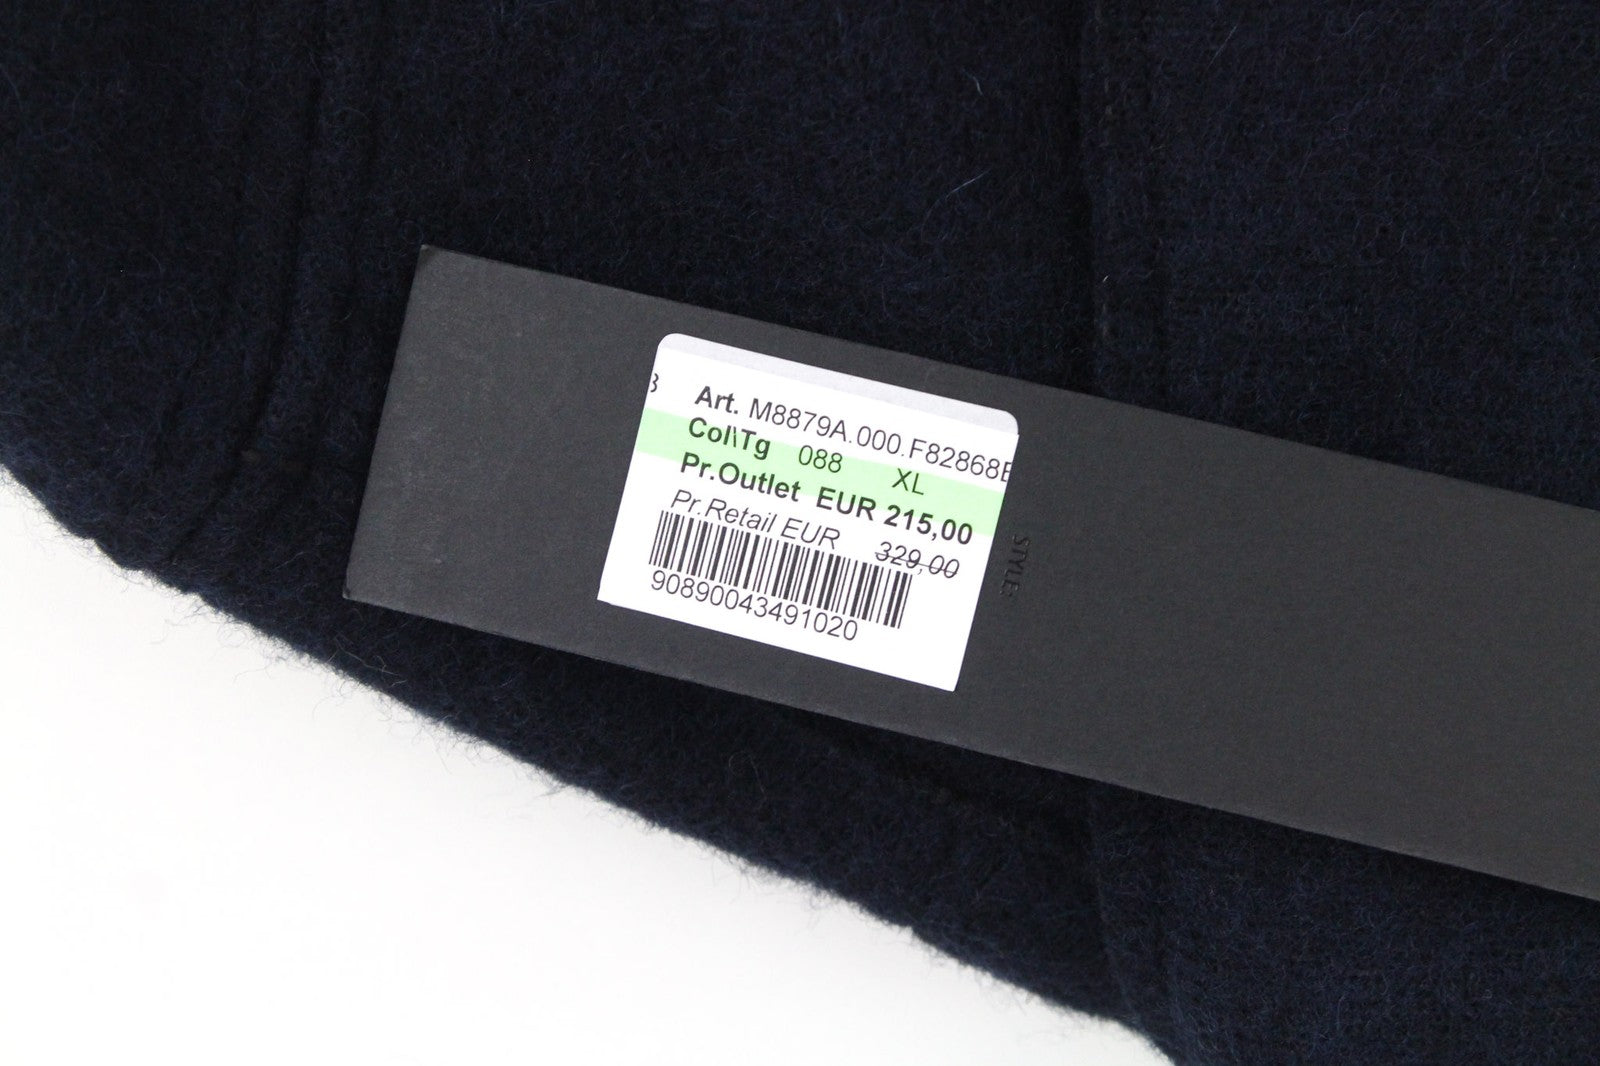 Art. M8879A.000.F82868
Col\Tg 088 XL
Pr.Outlet EUR 215,00
Pr.Retail EUR 329,00
90890043491020
STYLE: